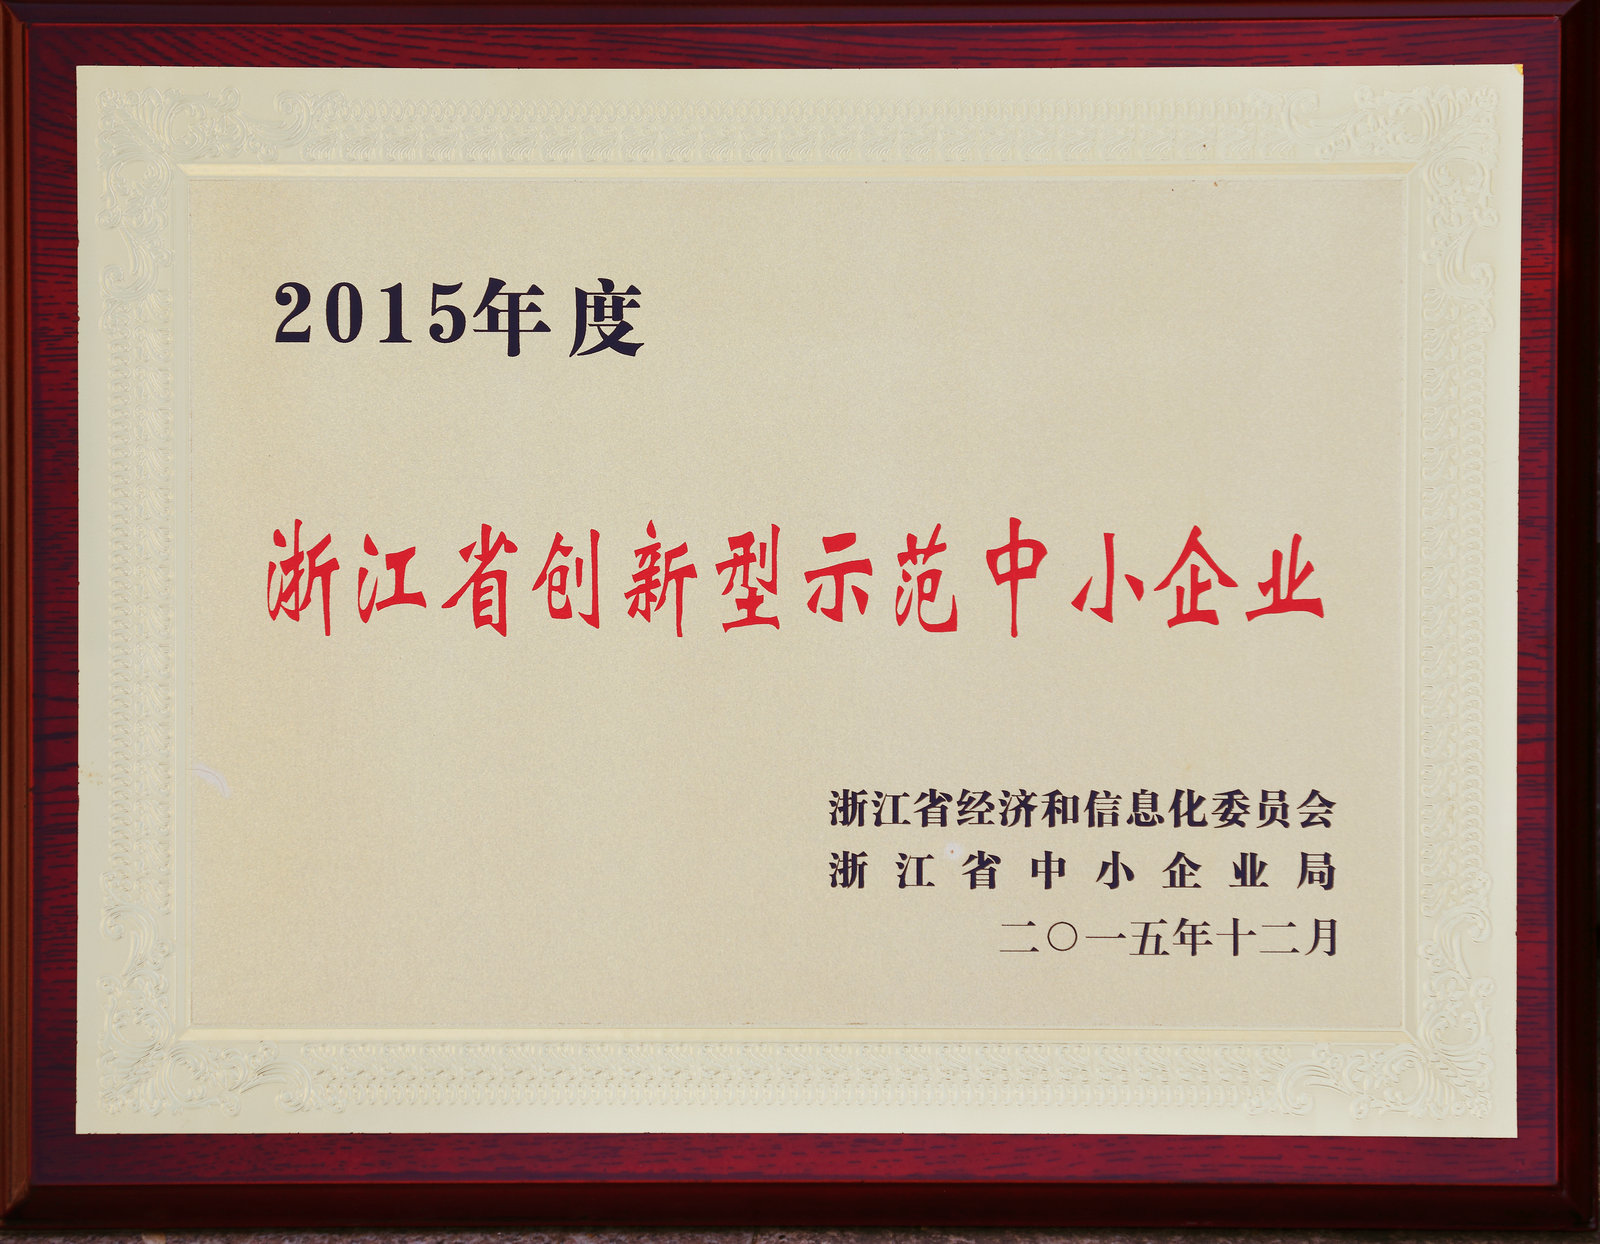 2015年度
浙江省创新型示范中小企业
浙江省经济和信息化委员会
浙江省中小企业局
二〇一五年十二月